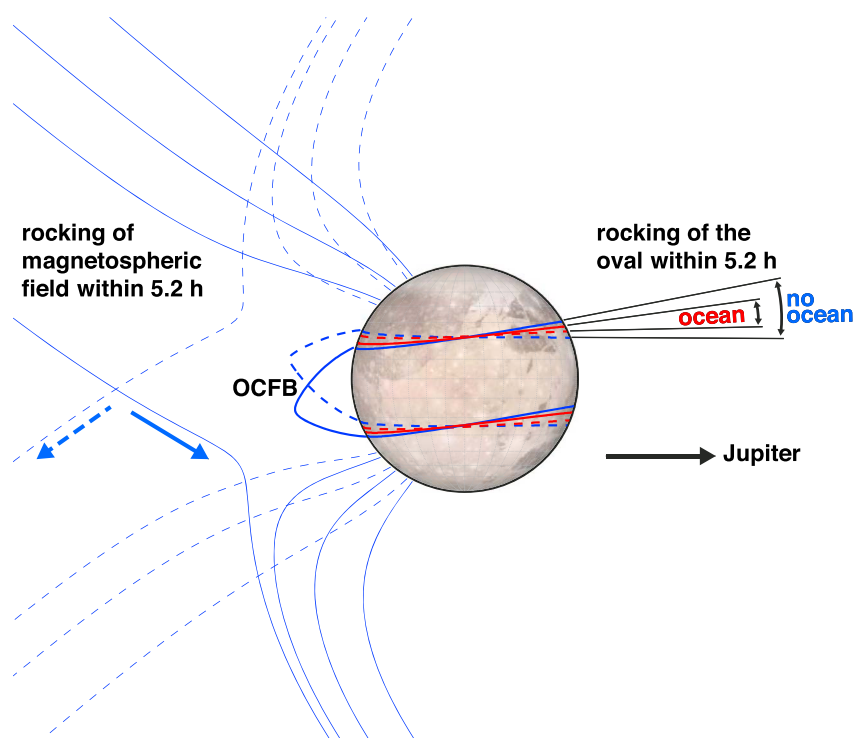 rocking of
magnetospheric
field within 5.2 h
rocking of the
oval within 5.2 h
no
ocean
ocean
OCFB
Jupiter